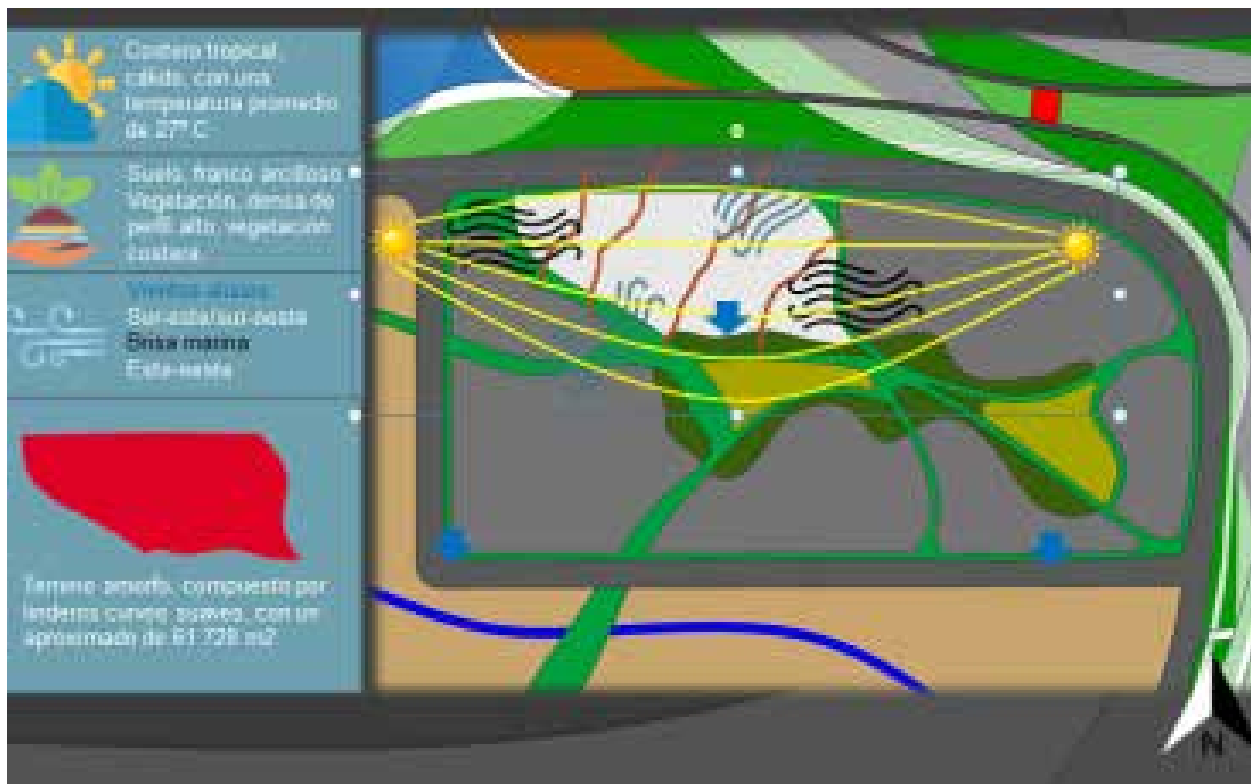 Costero tropical,
cálido, con una
temperatura promedio
de 27° C
Suelo, franco arcilloso
Vegetación, densa de
perfil alto, vegetación
costera
Vientos alisios
Sur-este/sur-oeste
Brisa marina
Este-oeste
Terreno amorfo, compuesto por
linderos curvos suaves, con un
aproximado de 61 728 m2
N